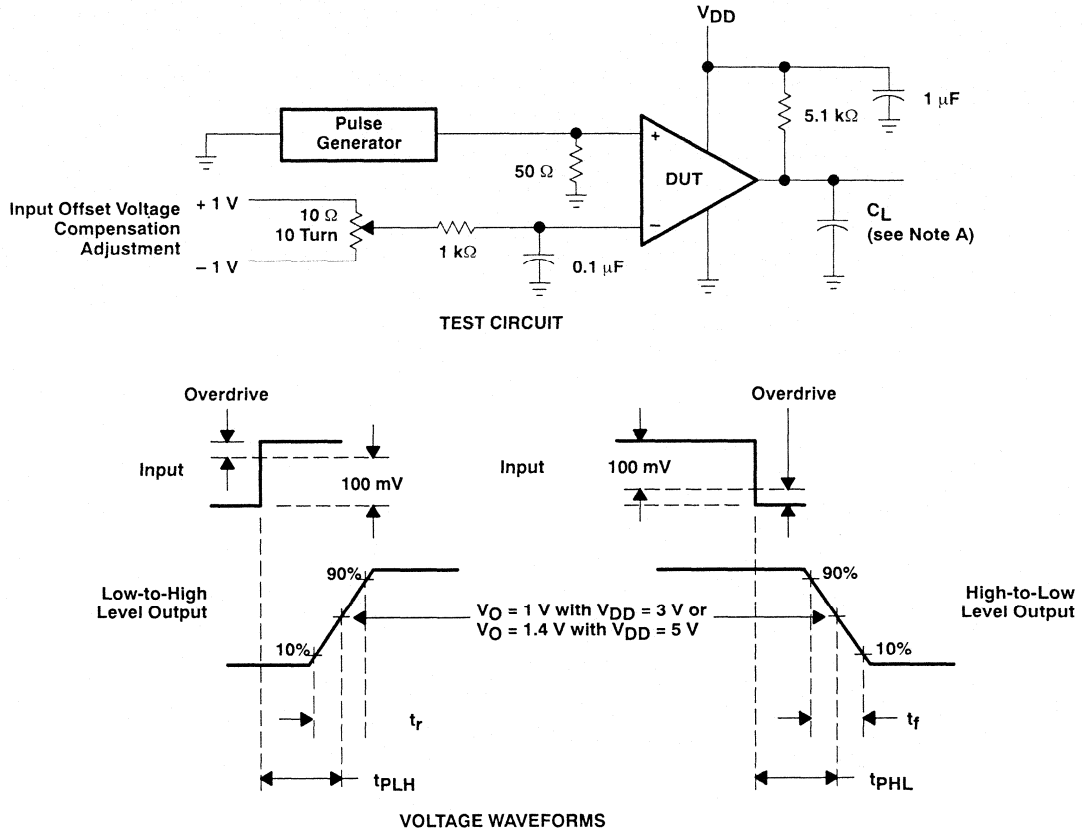 VDD
1 µF
5.1 kΩ
Pulse
Generator
+
50 Ω
DUT
Input Offset Voltage
Compensation
Adjustment
+ 1 V
10 Ω
10 Turn
− 1 V
1 kΩ
0.1 µF
−
CL
(see Note A)
TEST CIRCUIT
Overdrive
Overdrive
Input
100 mV
Input
100 mV
Low-to-High
Level Output
90%
10%
VO = 1 V with VDD = 3 V or
VO = 1.4 V with VDD = 5 V
90%
10%
High-to-Low
Level Output
tr
tf
tPLH
tPHL
VOLTAGE WAVEFORMS